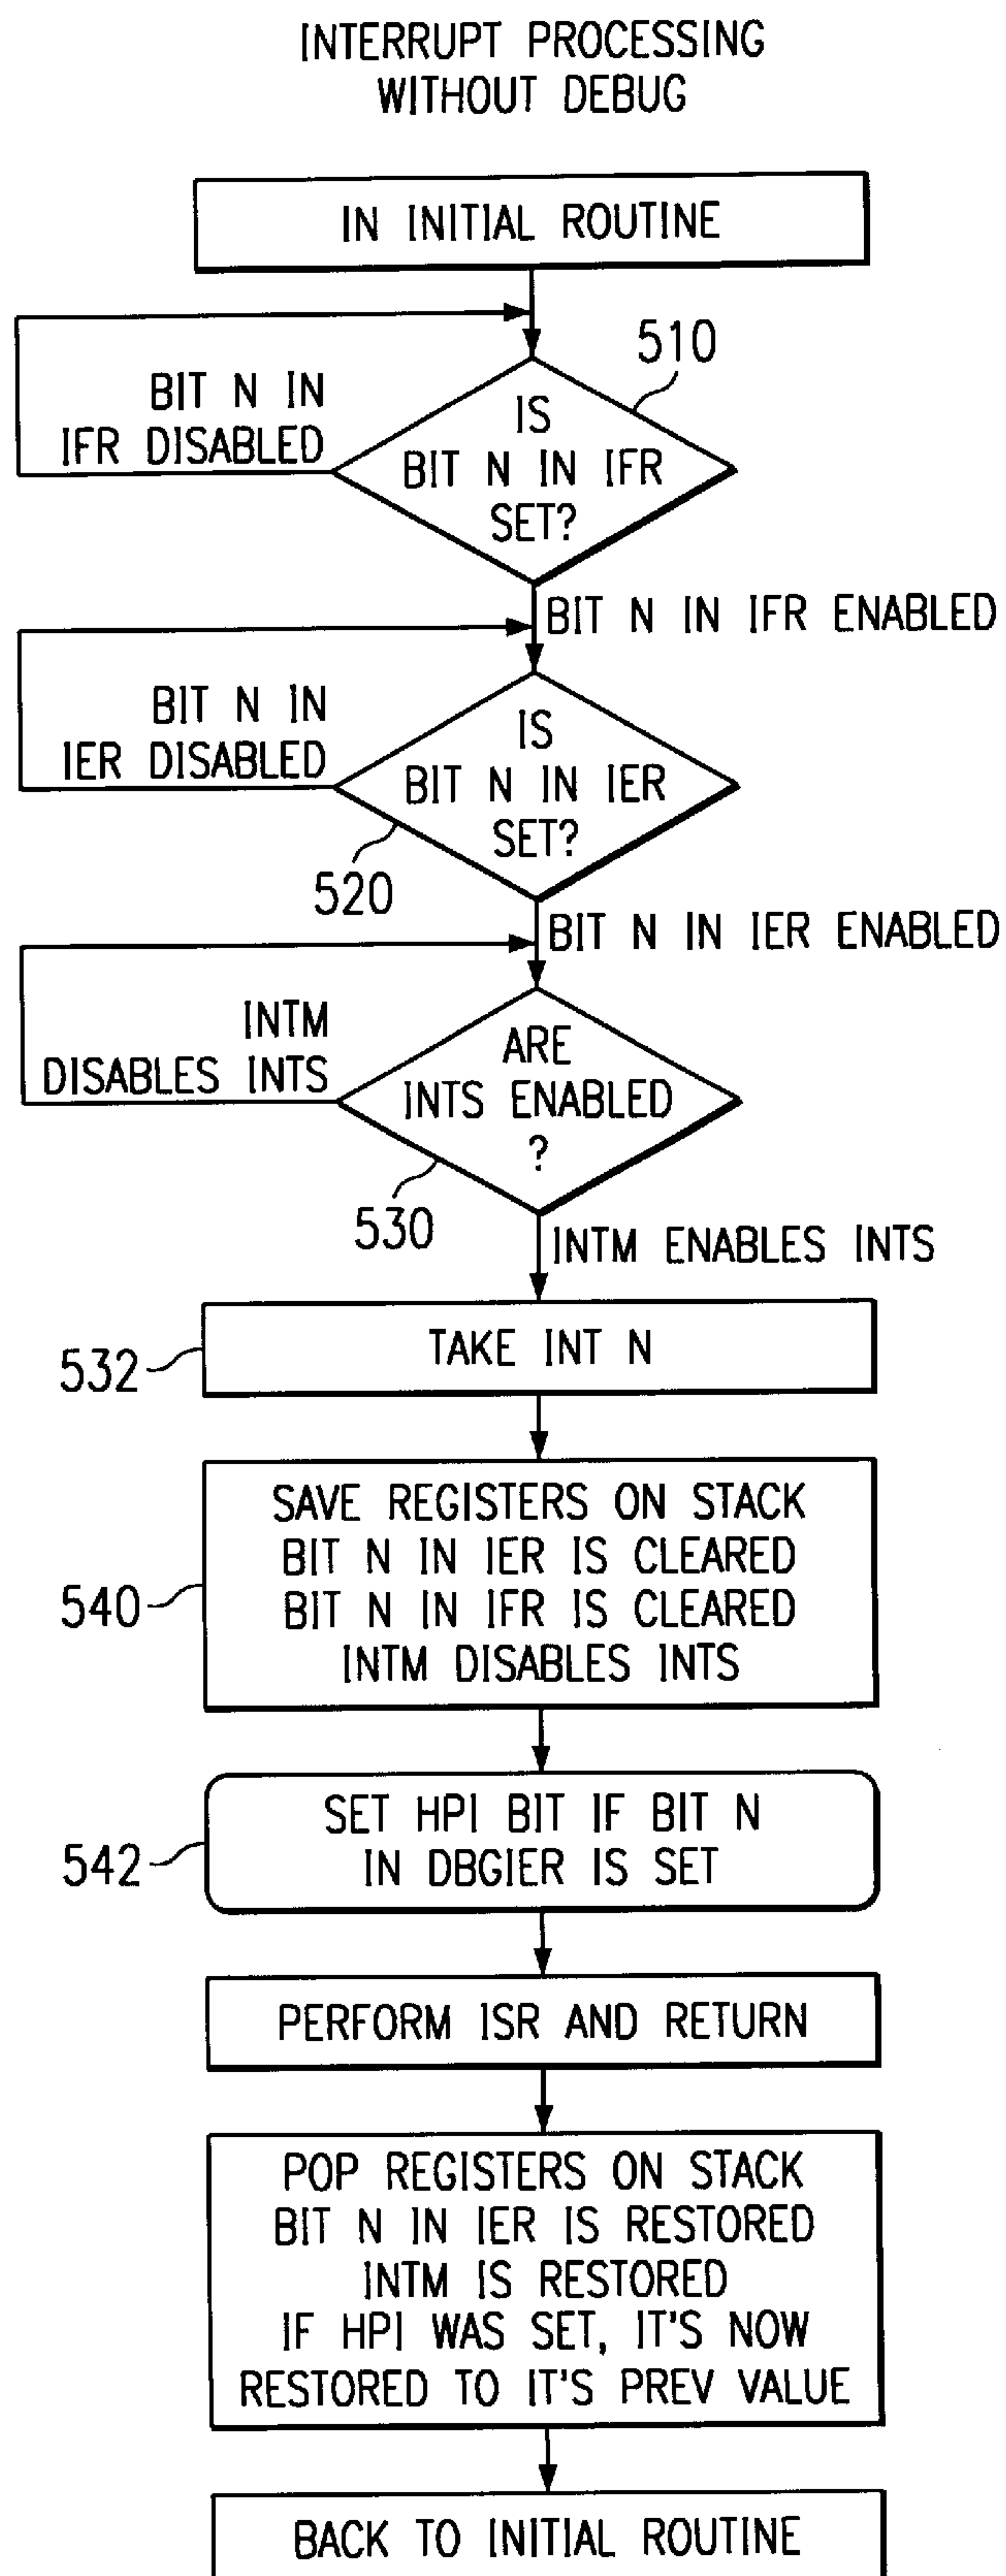 INTERRUPT PROCESSING
WITHOUT DEBUG
IN INITIAL ROUTINE
510
BIT N IN
IFR DISABLED
IS
BIT N IN IFR
SET?
BIT N IN IFR ENABLED
BIT N IN
IER DISABLED
IS
BIT N IN IER
SET?
520
BIT N IN IER ENABLED
INTM
DISABLES INTS
ARE
INTS ENABLED
?
530
INTM ENABLES INTS
532
TAKE INT N
540
SAVE REGISTERS ON STACK
BIT N IN IER IS CLEARED
BIT N IN IFR IS CLEARED
INTM DISABLES INTS
542
SET HPI BIT IF BIT N
IN DBGIER IS SET
PERFORM ISR AND RETURN
POP REGISTERS ON STACK
BIT N IN IER IS RESTORED
INTM IS RESTORED
IF HPI WAS SET, IT'S NOW
RESTORED TO IT'S PREV VALUE
BACK TO INITIAL ROUTINE